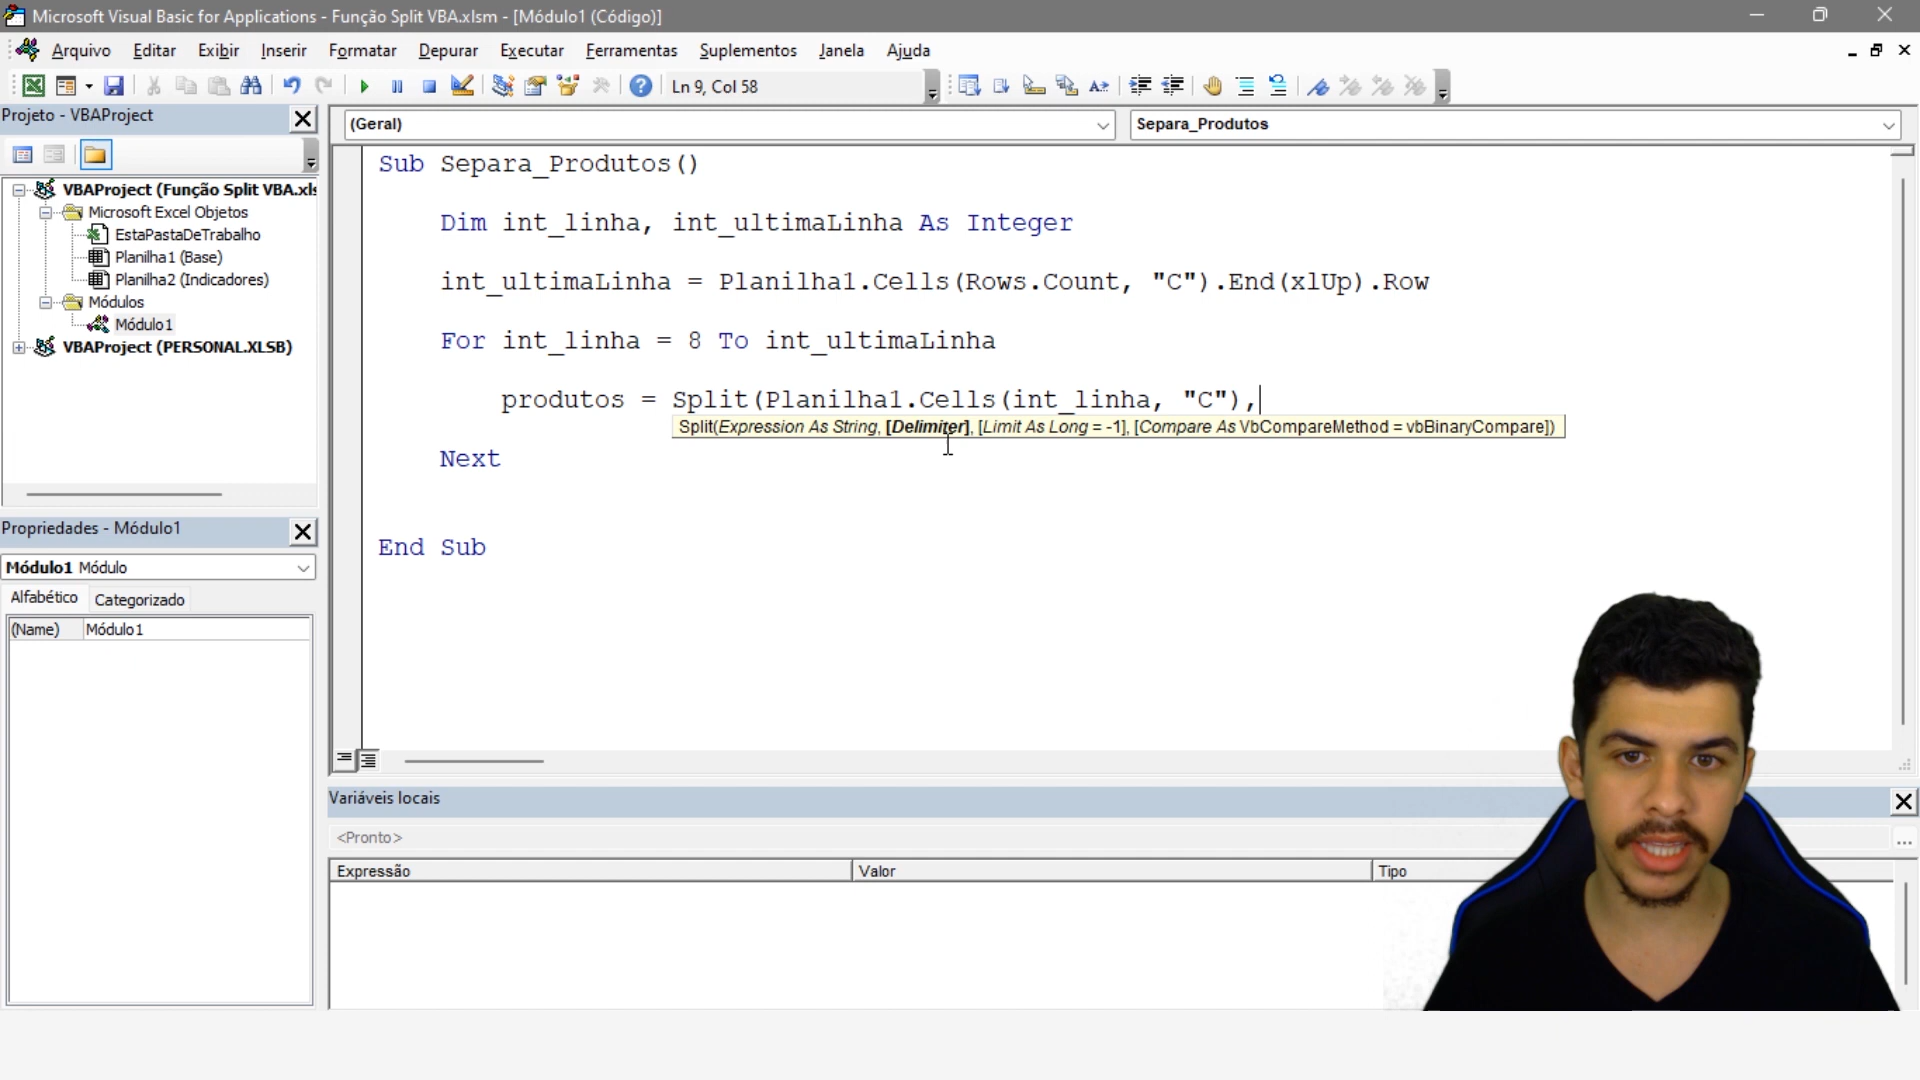 Microsoft Visual Basic for Applications - Função Split VBA.xlsm - [Módulo1 (Código)]
Arquivo Editar Exibir Inserir Formatar Depurar Executar Ferramentas Suplementos Janela Ajuda
Ln 9, Col 58
Projeto - VBAProject
(Geral)
Separa_Produtos
VBAProject (Função Split VBA.xls
Microsoft Excel Objetos
EstaPastaDeTrabalho
Planilha1 (Base)
Planilha2 (Indicadores)
Módulos
Módulo1
VBAProject (PERSONAL.XLSB)
Sub Separa_Produtos()
Dim int_linha, int_ultimaLinha As Integer
int_ultimaLinha = Planilha1.Cells(Rows.Count, "C").End(xlUp).Row
For int_linha = 8 To int_ultimaLinha
produtos = Split(Planilha1.Cells(int_linha, "C"),
Split(Expression As String, [Delimiter], [Limit As Long = -1], [Compare As VbCompareMethod = vbBinaryCompare])
Next
End Sub
Propriedades - Módulo1
Módulo1 Módulo
Alfabético Categorizado
(Name) Módulo1
Variáveis locais
<Pronto>
...
Expressão Valor Tipo